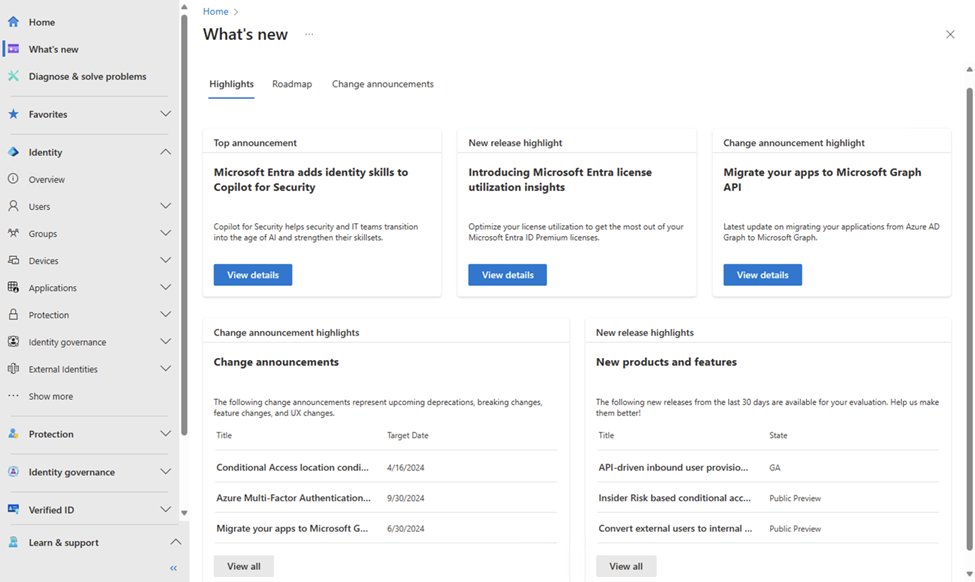 Home
What's new
Diagnose & solve problems
Favorites
Identity
Overview
Users
Groups
Devices
Applications
Protection
Identity governance
External Identities
Show more
Protection
Identity governance
Verified ID
Learn & support
Home
What's new
Highlights Roadmap Change announcements
Top announcement
Microsoft Entra adds identity skills to
Copilot for Security
Copilot for Security helps security and IT teams transition
into the age of AI and strengthen their skillsets.
View details
New release highlight
Introducing Microsoft Entra license
utilization insights
Optimize your license utilization to get the most out of your
Microsoft Entra ID Premium licenses.
View details
Change announcement highlight
Migrate your apps to Microsoft Graph
API
Latest update on migrating your applications from Azure AD
Graph to Microsoft Graph.
View details
Change announcement highlights
Change announcements
The following change announcements represent upcoming deprecations, breaking changes,
feature changes, and UX changes.
Title Target Date
Conditional Access location condi... 4/16/2024
Azure Multi-Factor Authentication... 9/30/2024
Migrate your apps to Microsoft G... 6/30/2024
View all
New release highlights
New products and features
The following new releases from the last 30 days are available for your evaluation. Help us make
them better!
Title State
API-driven inbound user provisio... GA
Insider Risk based conditional acc... Public Preview
Convert external users to internal ... Public Preview
View all